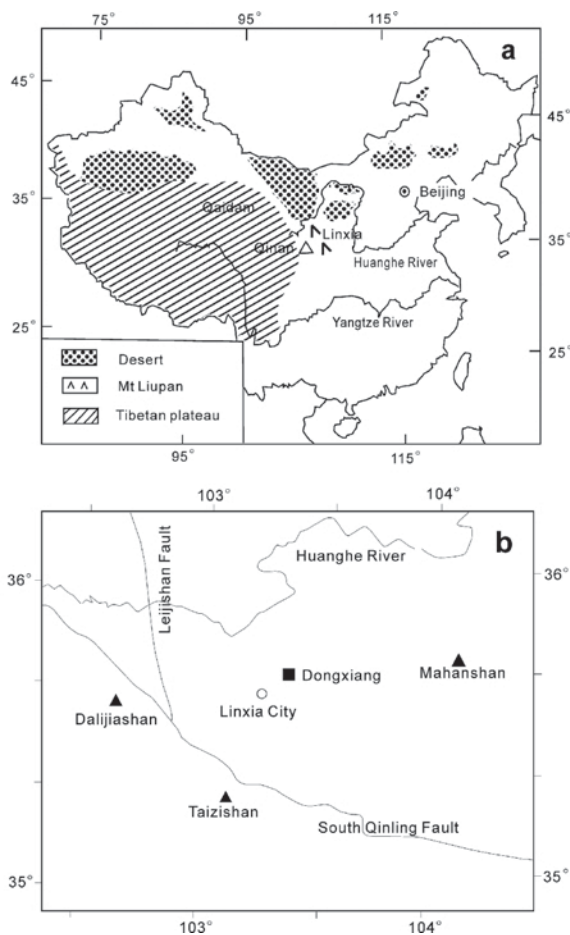 75°
95°
115°
a
45°
45°
35°
Qaidam
Beijing
Linxia
Qinan
35°
Huanghe River
25°
Yangtze River
25°
Desert
Mt Liupan
Tibetan plateau
95°
115°
103°
104°
b
Huanghe River
36°
36°
Leijishan Fault
Dongxiang
Mahanshan
Linxia City
Dalijiashan
Taizishan
South Qinling Fault
35°
35°
103°
104°